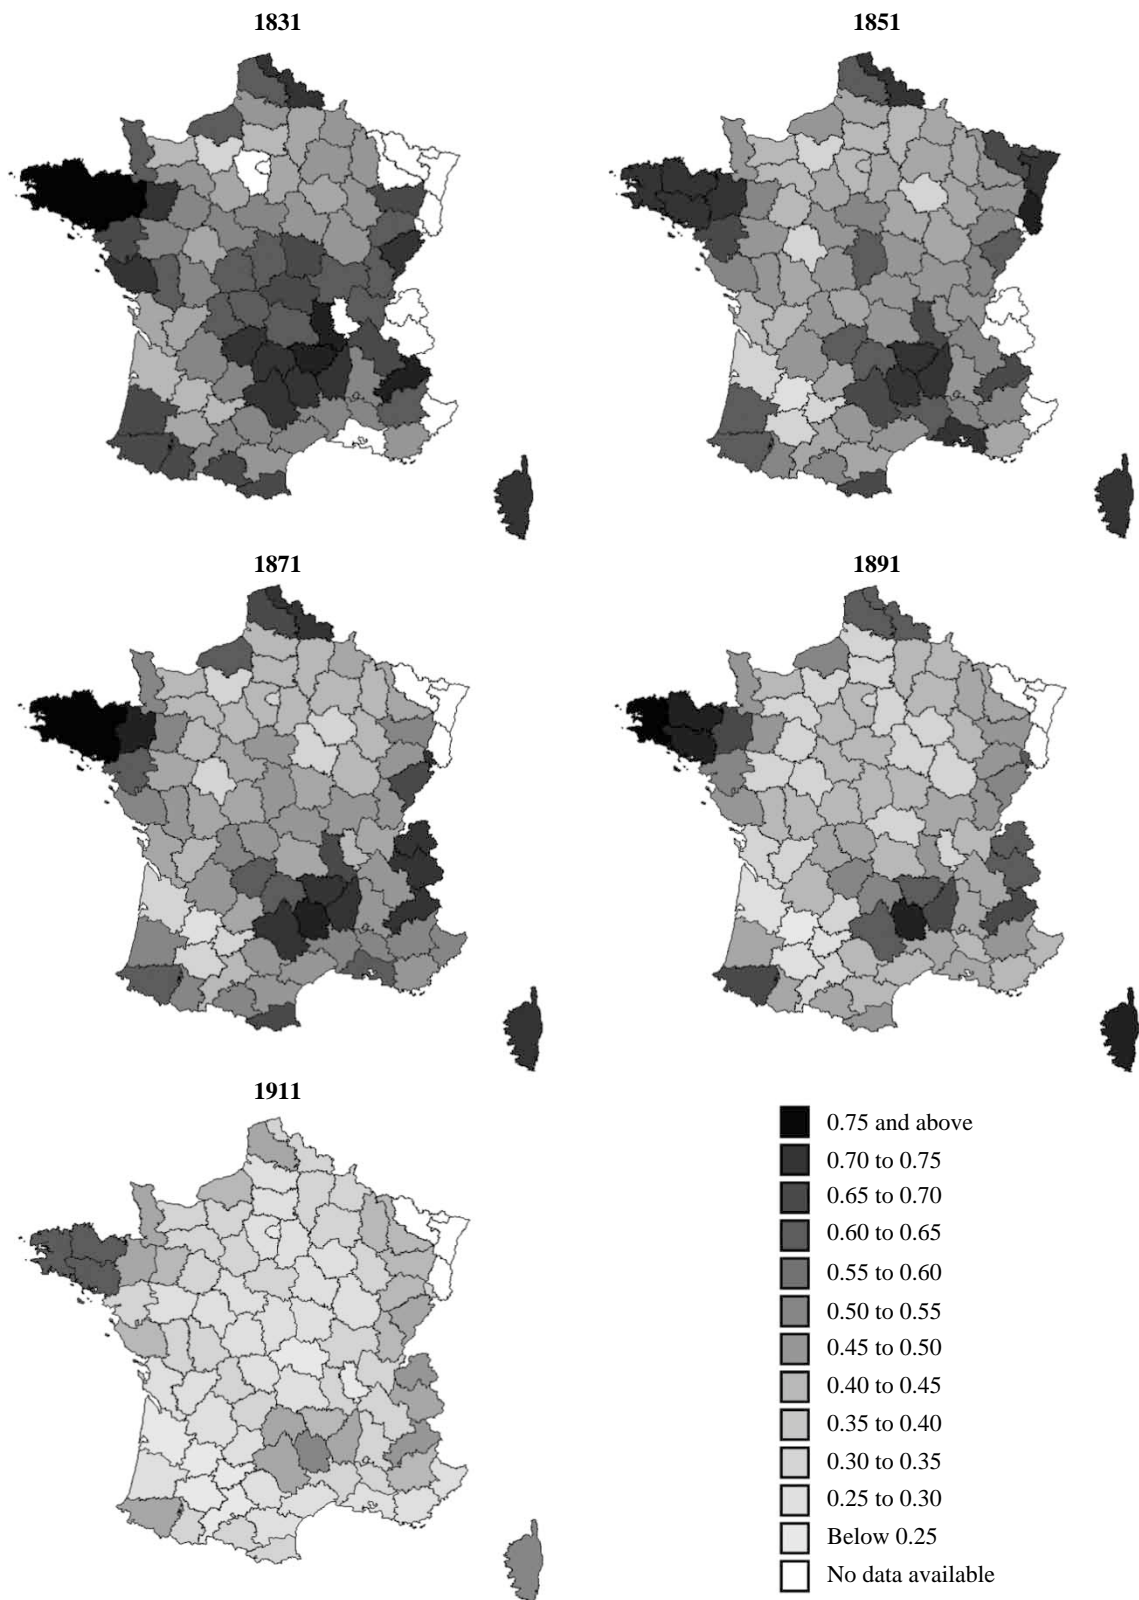 1831
1851
1871
1891
1911
0.75 and above
0.70 to 0.75
0.65 to 0.70
0.60 to 0.65
0.55 to 0.60
0.50 to 0.55
0.45 to 0.50
0.40 to 0.45
0.35 to 0.40
0.30 to 0.35
0.25 to 0.30
Below 0.25
No data available